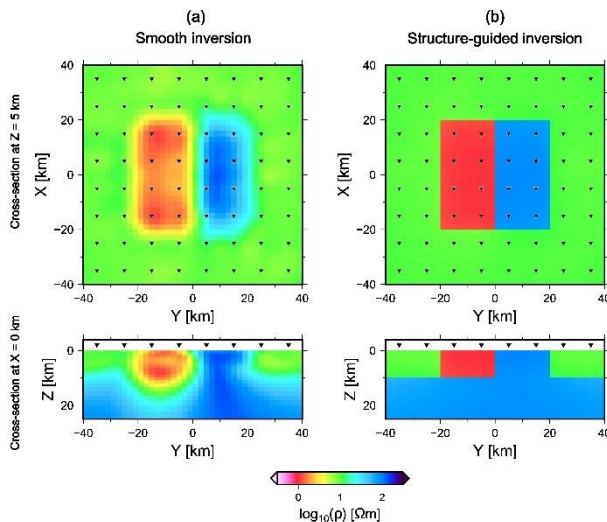 (a)
(b)
Smooth inversion
Structure-guided inversion
Cross-section at Z = 5 km
X [km]
40
20
0
−20
−40
−40 −20 0 20 40
Y [km]
X [km]
40
20
0
−20
−40
−40 −20 0 20 40
Y [km]
Cross-section at X = 0 km
Z [km]
0
20
−40 −20 0 20 40
Y [km]
Z [km]
0
20
−40 −20 0 20 40
Y [km]
0 1 2
log10(ρ) [Ωm]